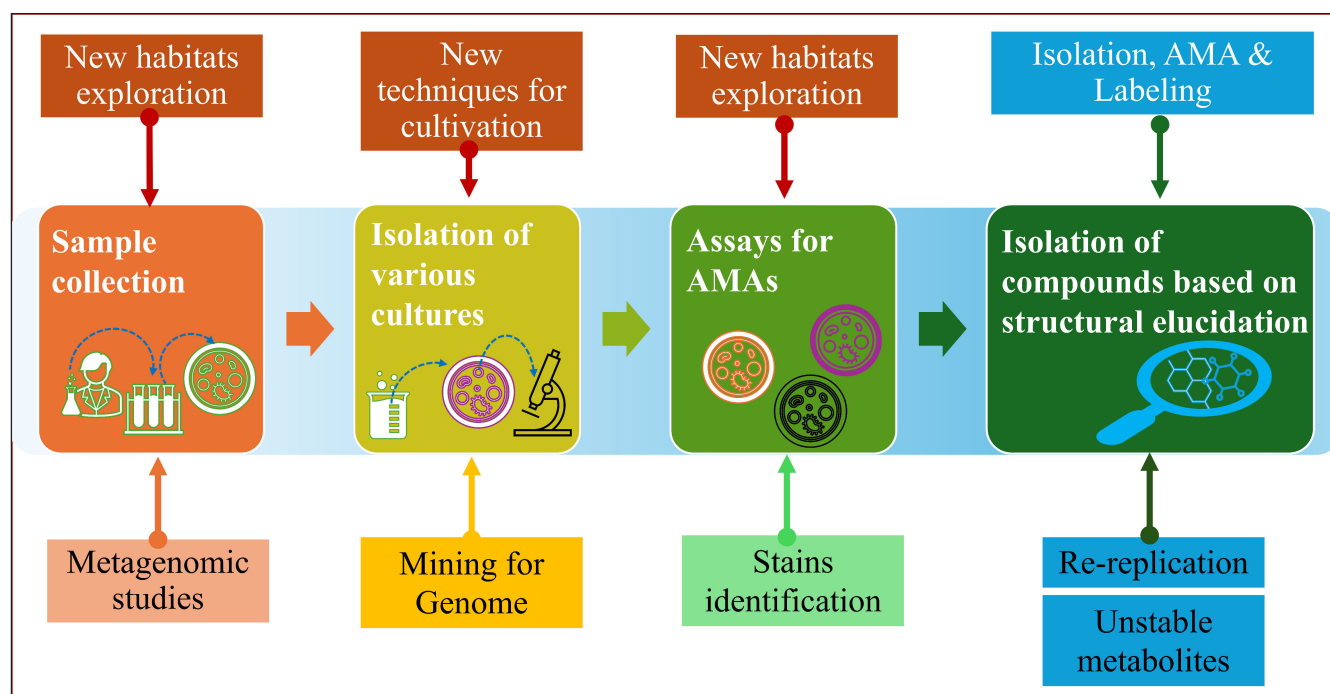 New habitats
exploration
New
techniques for
cultivation
New habitats
exploration
Isolation, AMA &
Labeling
Sample
collection
Isolation of
various
cultures
Assays for
AMAs
Isolation of
compounds based on
structural elucidation
Metagenomic
studies
Mining for
Genome
Stains
identification
Re-replication
Unstable
metabolites